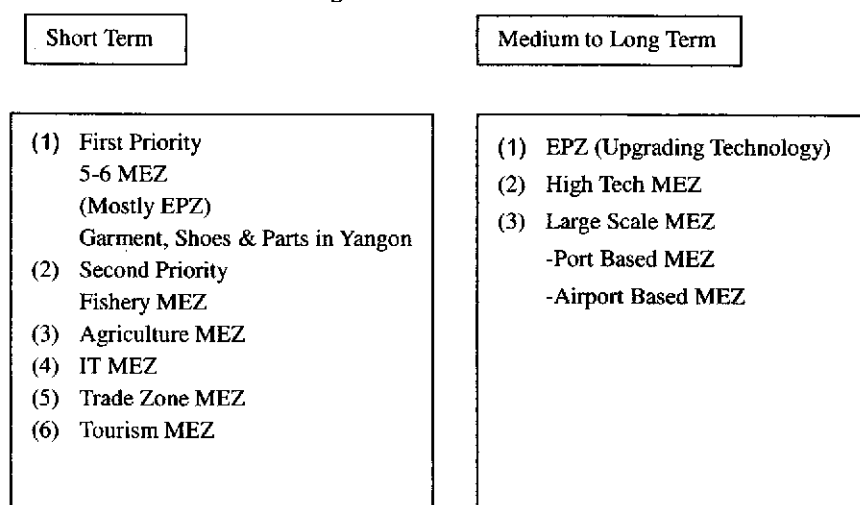 Short Term
(1) First Priority
5-6 MEZ
(Mostly EPZ)
Garment, Shoes & Parts in Yangon
(2) Second Priority
Fishery MEZ
(3) Agriculture MEZ
(4) IT MEZ
(5) Trade Zone MEZ
(6) Tourism MEZ
Medium to Long Term
(1) EPZ (Upgrading Technology)
(2) High Tech MEZ
(3) Large Scale MEZ
-Port Based MEZ
-Airport Based MEZ